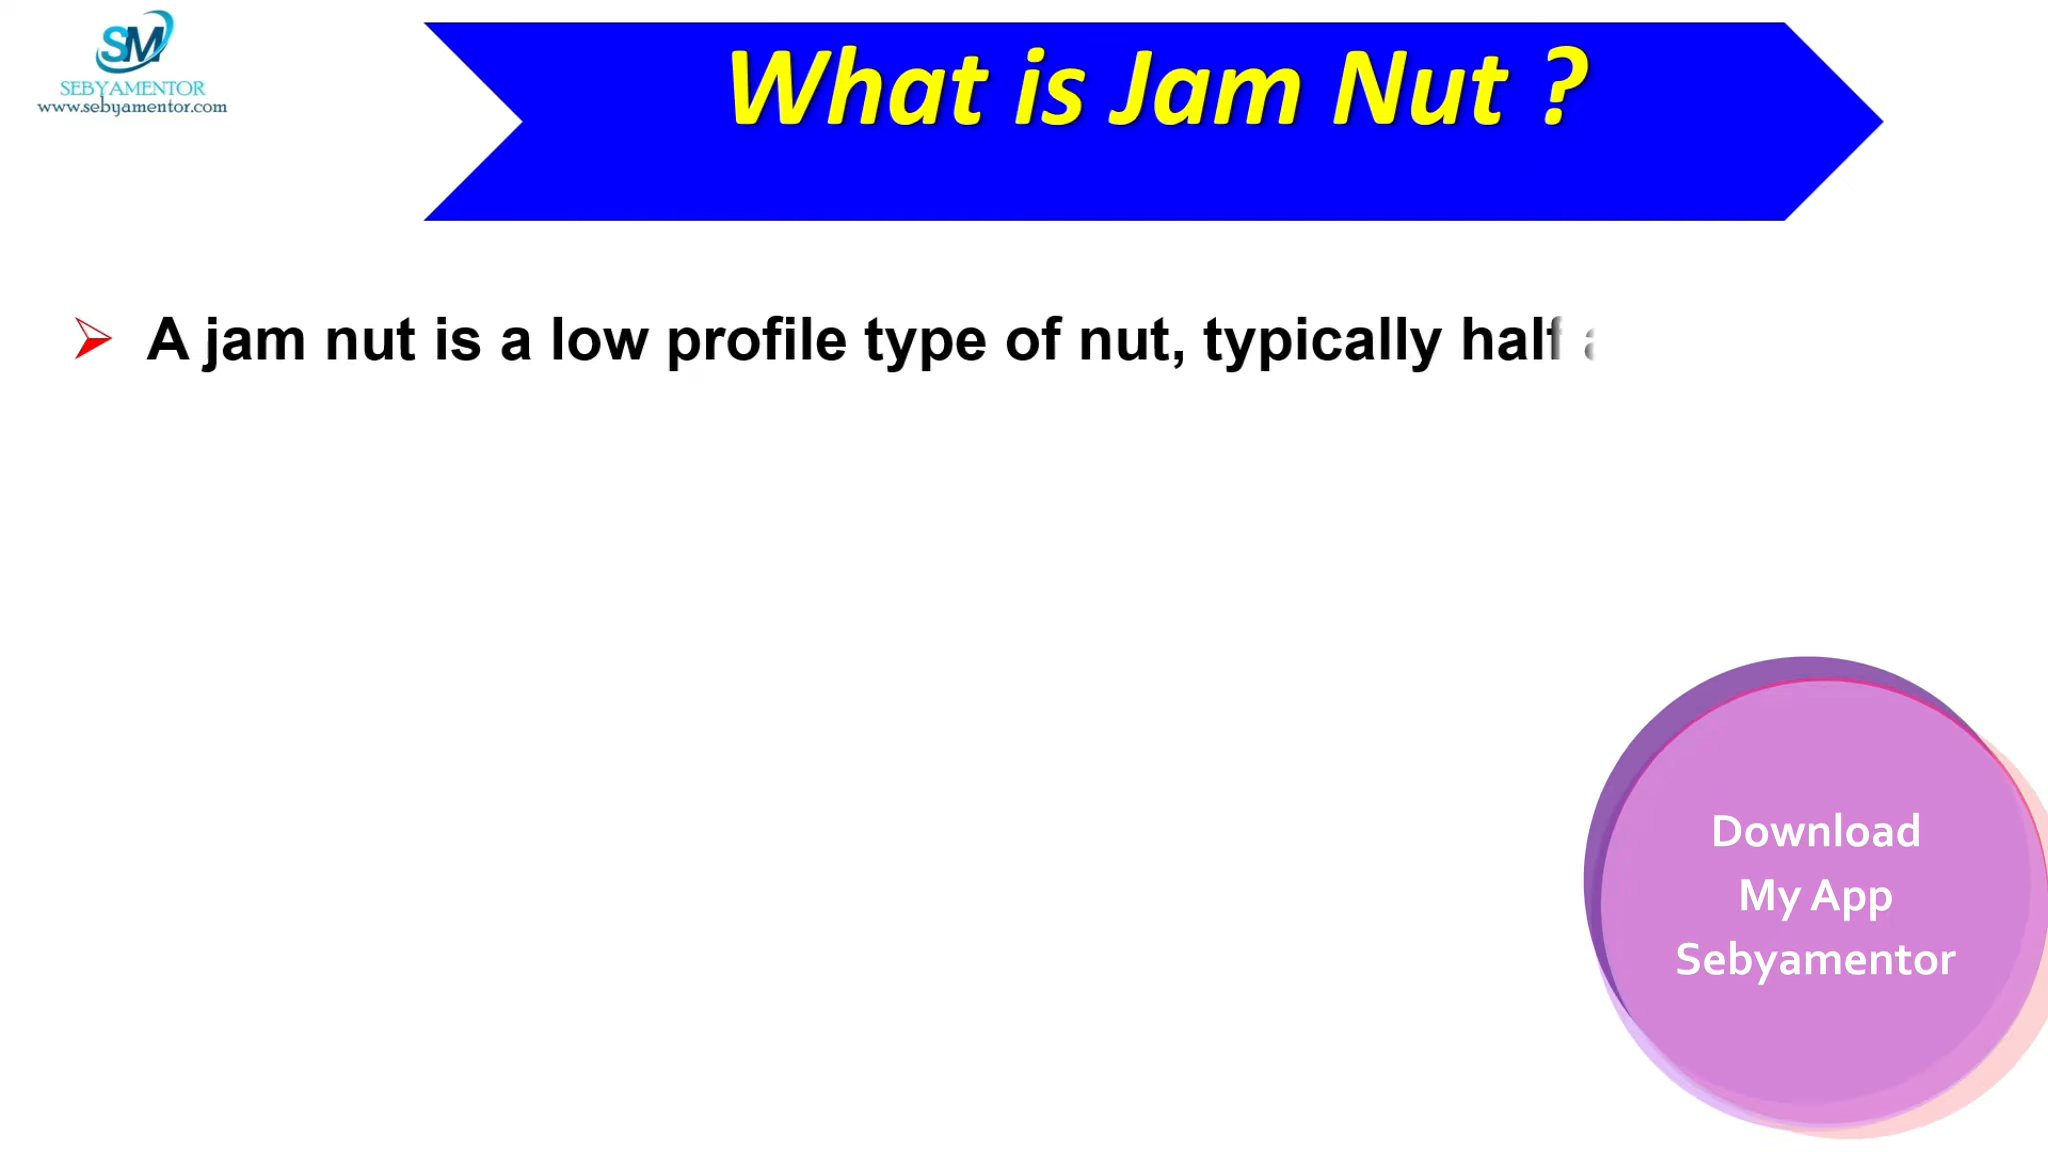 SM
SEBYAMENTOR
www.sebyamentor.com
What is Jam Nut ?
A jam nut is a low profile type of nut, typically half
Download
My App
Sebyamentor